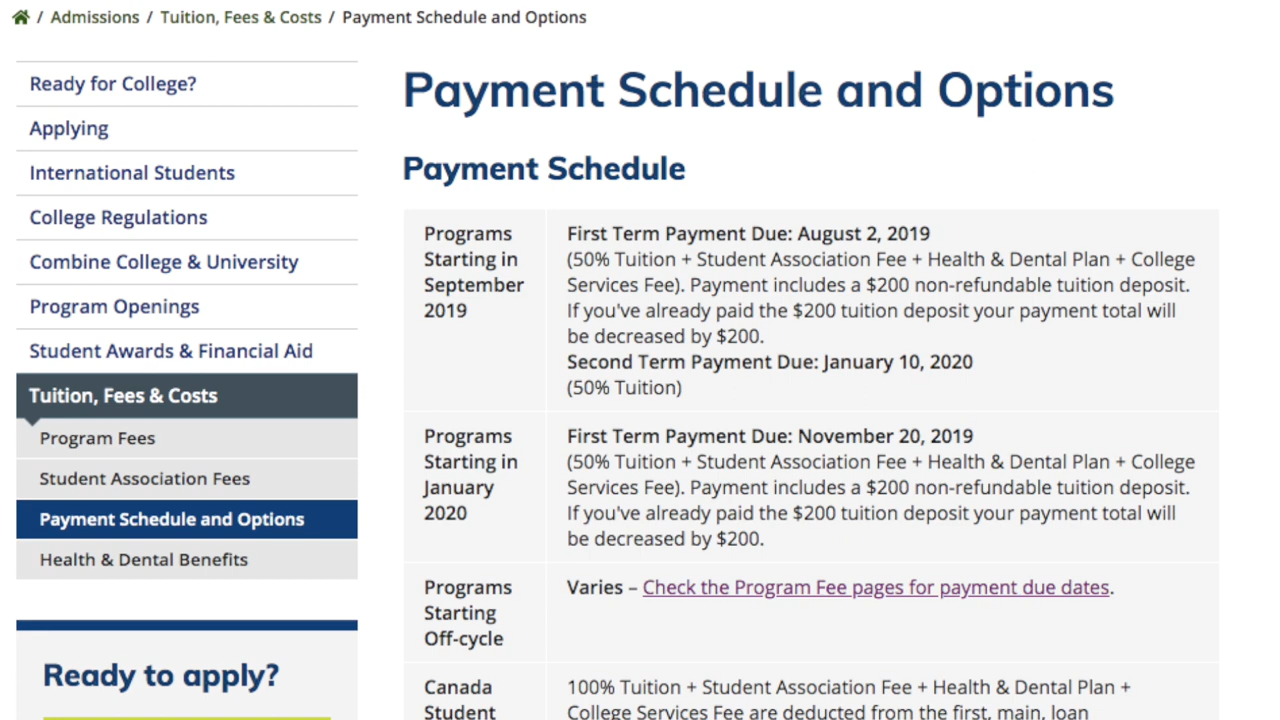 / Admissions / Tuition, Fees & Costs / Payment Schedule and Options
Ready for College?
Applying
International Students
College Regulations
Combine College & University
Program Openings
Student Awards & Financial Aid
Tuition, Fees & Costs
Program Fees
Student Association Fees
Payment Schedule and Options
Health & Dental Benefits
Ready to apply?
Payment Schedule and Options
Payment Schedule
Programs
Starting in
September
2019
First Term Payment Due: August 2, 2019
(50% Tuition + Student Association Fee + Health & Dental Plan + College
Services Fee). Payment includes a $200 non-refundable tuition deposit.
If you've already paid the $200 tuition deposit your payment total will
be decreased by $200.
Second Term Payment Due: January 10, 2020
(50% Tuition)
Programs
Starting in
January
2020
First Term Payment Due: November 20, 2019
(50% Tuition + Student Association Fee + Health & Dental Plan + College
Services Fee). Payment includes a $200 non-refundable tuition deposit.
If you've already paid the $200 tuition deposit your payment total will
be decreased by $200.
Programs
Starting
Off-cycle
Varies – Check the Program Fee pages for payment due dates.
Canada
Student
100% Tuition + Student Association Fee + Health & Dental Plan +
College Services Fee are deducted from the first, main, loan